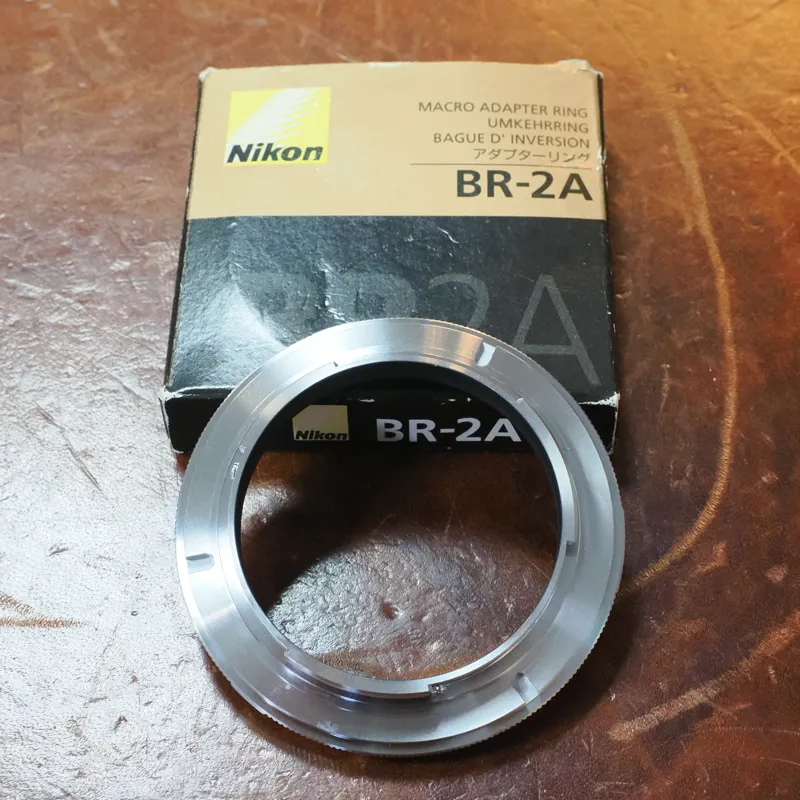 Nikon
MACRO ADAPTER RING
UMKEHRRING
BAGUE D' INVERSION
アダプターリング
BR-2A
BR2A
Nikon BR-2A